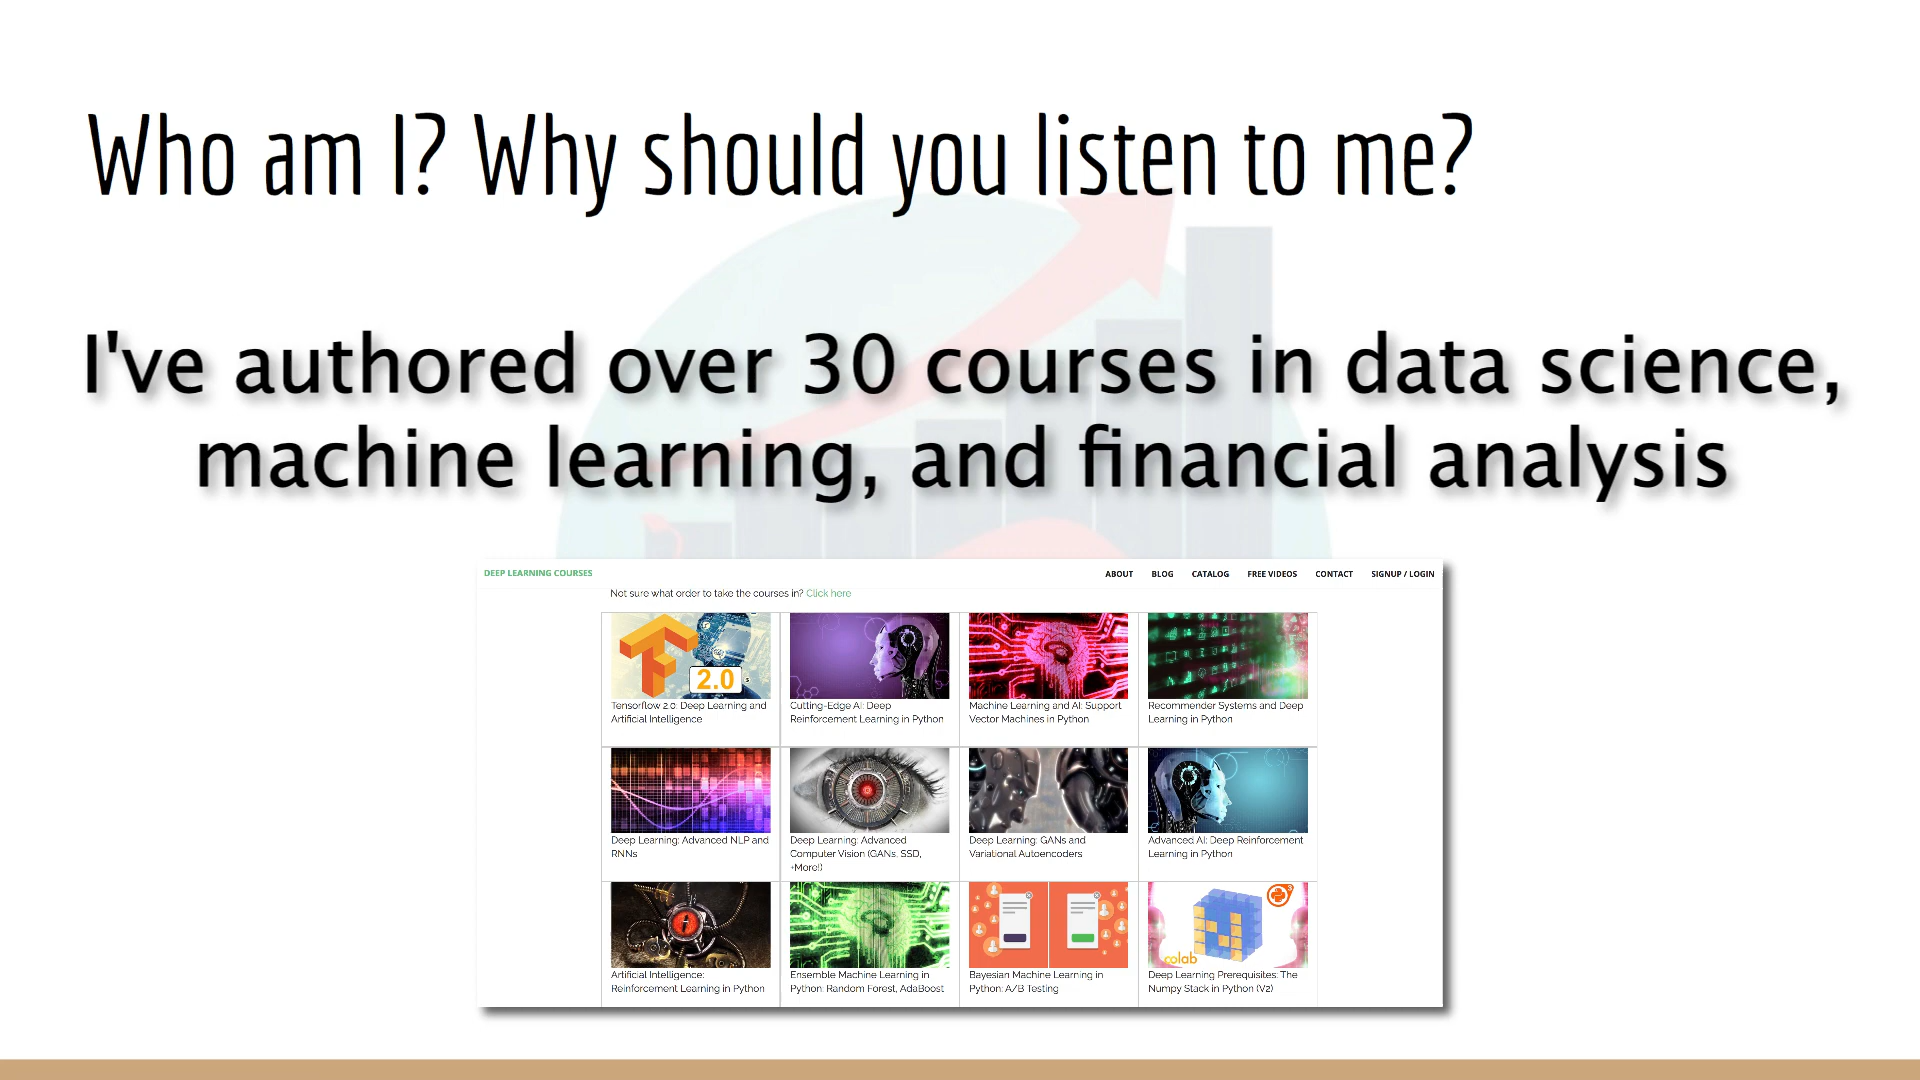 Who am I? Why should you listen to me?
I've authored over 30 courses in data science,
machine learning, and financial analysis
DEEP LEARNING COURSES
ABOUT BLOG CATALOG FREE VIDEOS CONTACT SIGNUP / LOGIN
Not sure what order to take the courses in? Click here
2.0
Tensorflow 2.0: Deep Learning and
Artificial Intelligence
Cutting-Edge AI: Deep
Reinforcement Learning in Python
Machine Learning and AI: Support
Vector Machines in Python
Recommender Systems and Deep
Learning in Python
Deep Learning: Advanced NLP and
RNNs
Deep Learning: Advanced
Computer Vision (GANs, SSD,
+More!)
Deep Learning: GANs and
Variational Autoencoders
Advanced AI: Deep Reinforcement
Learning in Python
Artificial Intelligence:
Reinforcement Learning in Python
Ensemble Machine Learning in
Python: Random Forest, AdaBoost
Bayesian Machine Learning in
Python: A/B Testing
colab
Deep Learning Prerequisites: The
Numpy Stack in Python (V2)